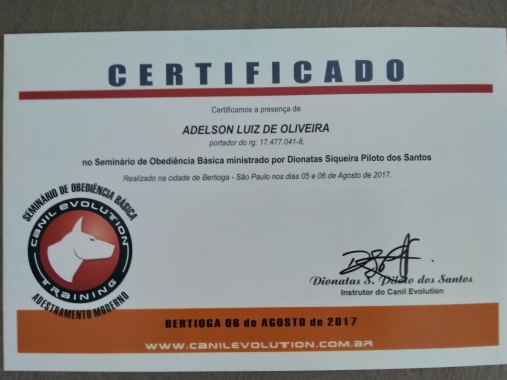 CERTIFICADO
Certificamos a presença de
ADELSON LUIZ DE OLIVEIRA
portador do rg: 17.477.041-8,
no Seminário de Obediência Básica ministrado por Dionatas Siqueira Piloto dos Santos
Realizado na cidade de Bertioga - São Paulo nos dias 05 e 06 de Agosto de 2017.
SEMINÁRIO DE OBEDIÊNCIA BÁSICA
CANIL EVOLUTION
TRAINING
ADESTRAMENTO MODERNO
Dionatas S. Piloto dos Santos
Instrutor do Canil Evolution
BERTIOGA 06 de AGOSTO de 2017
WWW.CANILEVOLUTION.COM.BR